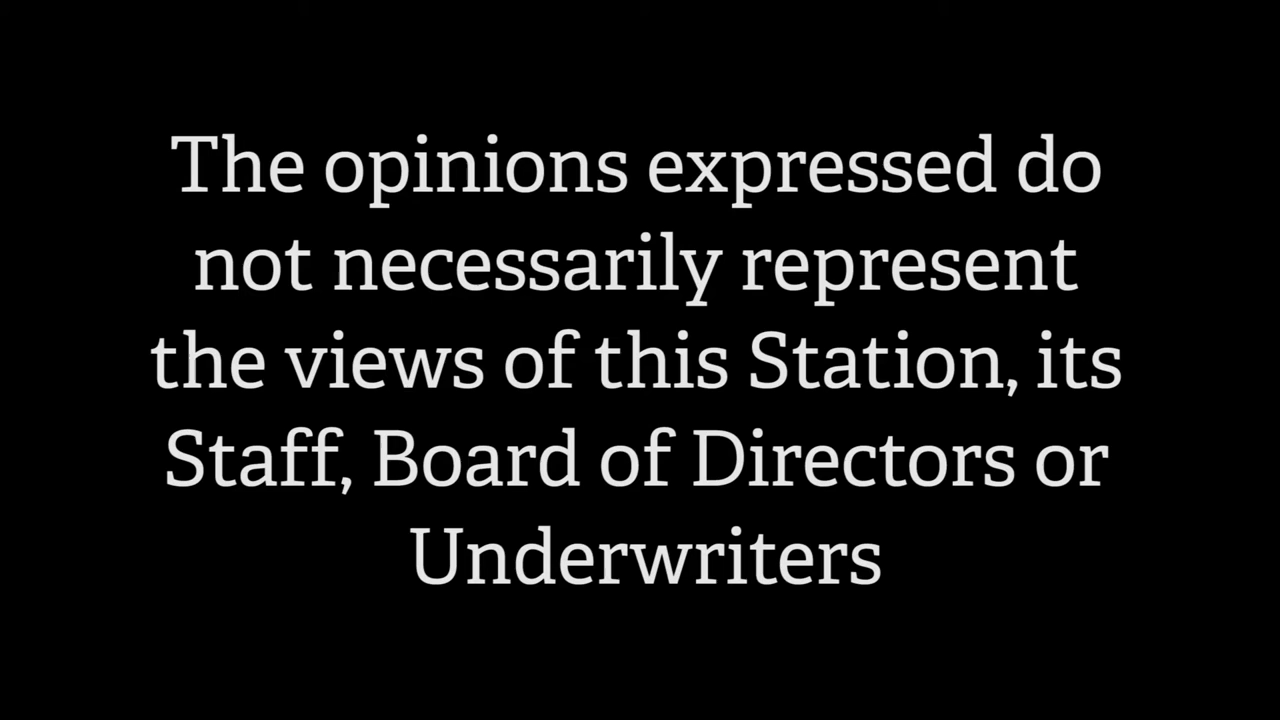 The opinions expressed do
not necessarily represent
the views of this Station, its
Staff, Board of Directors or
Underwriters